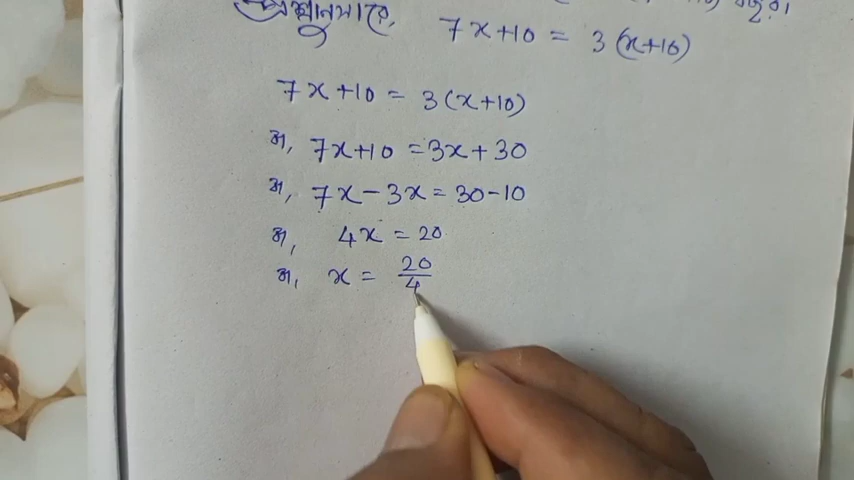 প্রশ্নানুসারে, 7x+10 = 3(x+10)
7x+10 = 3(x+10)
বা, 7x+10 = 3x+30
বা, 7x-3x = 30-10
বা, 4x = 20
বা, x = 20/4